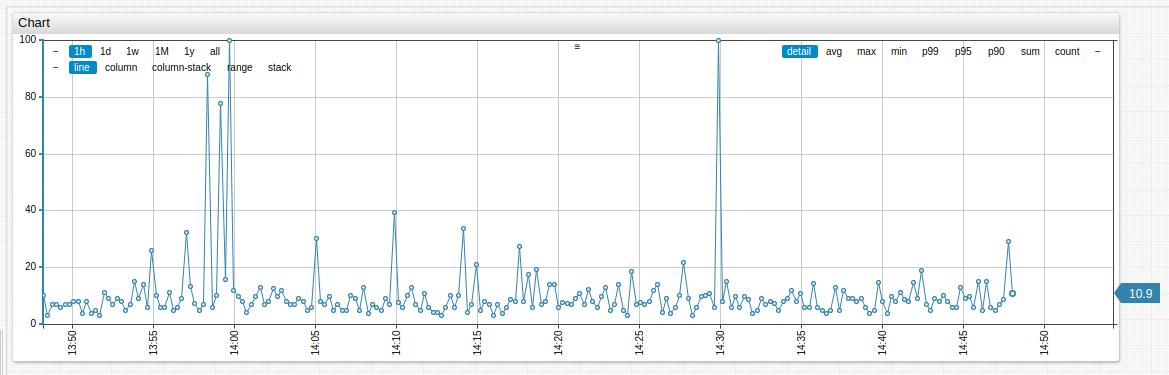 Chart
− 1h 1d 1w 1M 1y all ≡ detail avg max min p99 p95 p90 sum count −
− line column column-stack range stack
100
80
60
40
20
0
10.9
13:50 13:55 14:00 14:05 14:10 14:15 14:20 14:25 14:30 14:35 14:40 14:45 14:50